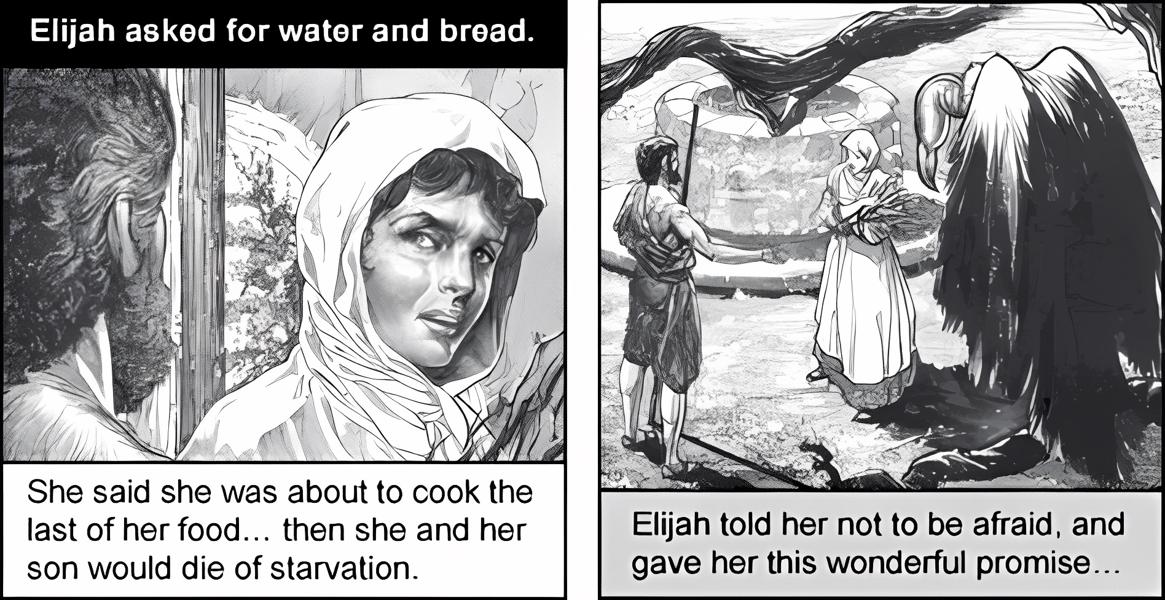 Elijah asked for water and bread.
She said she was about to cook the
last of her food... then she and her
son would die of starvation.
Elijah told her not to be afraid, and
gave her this wonderful promise...